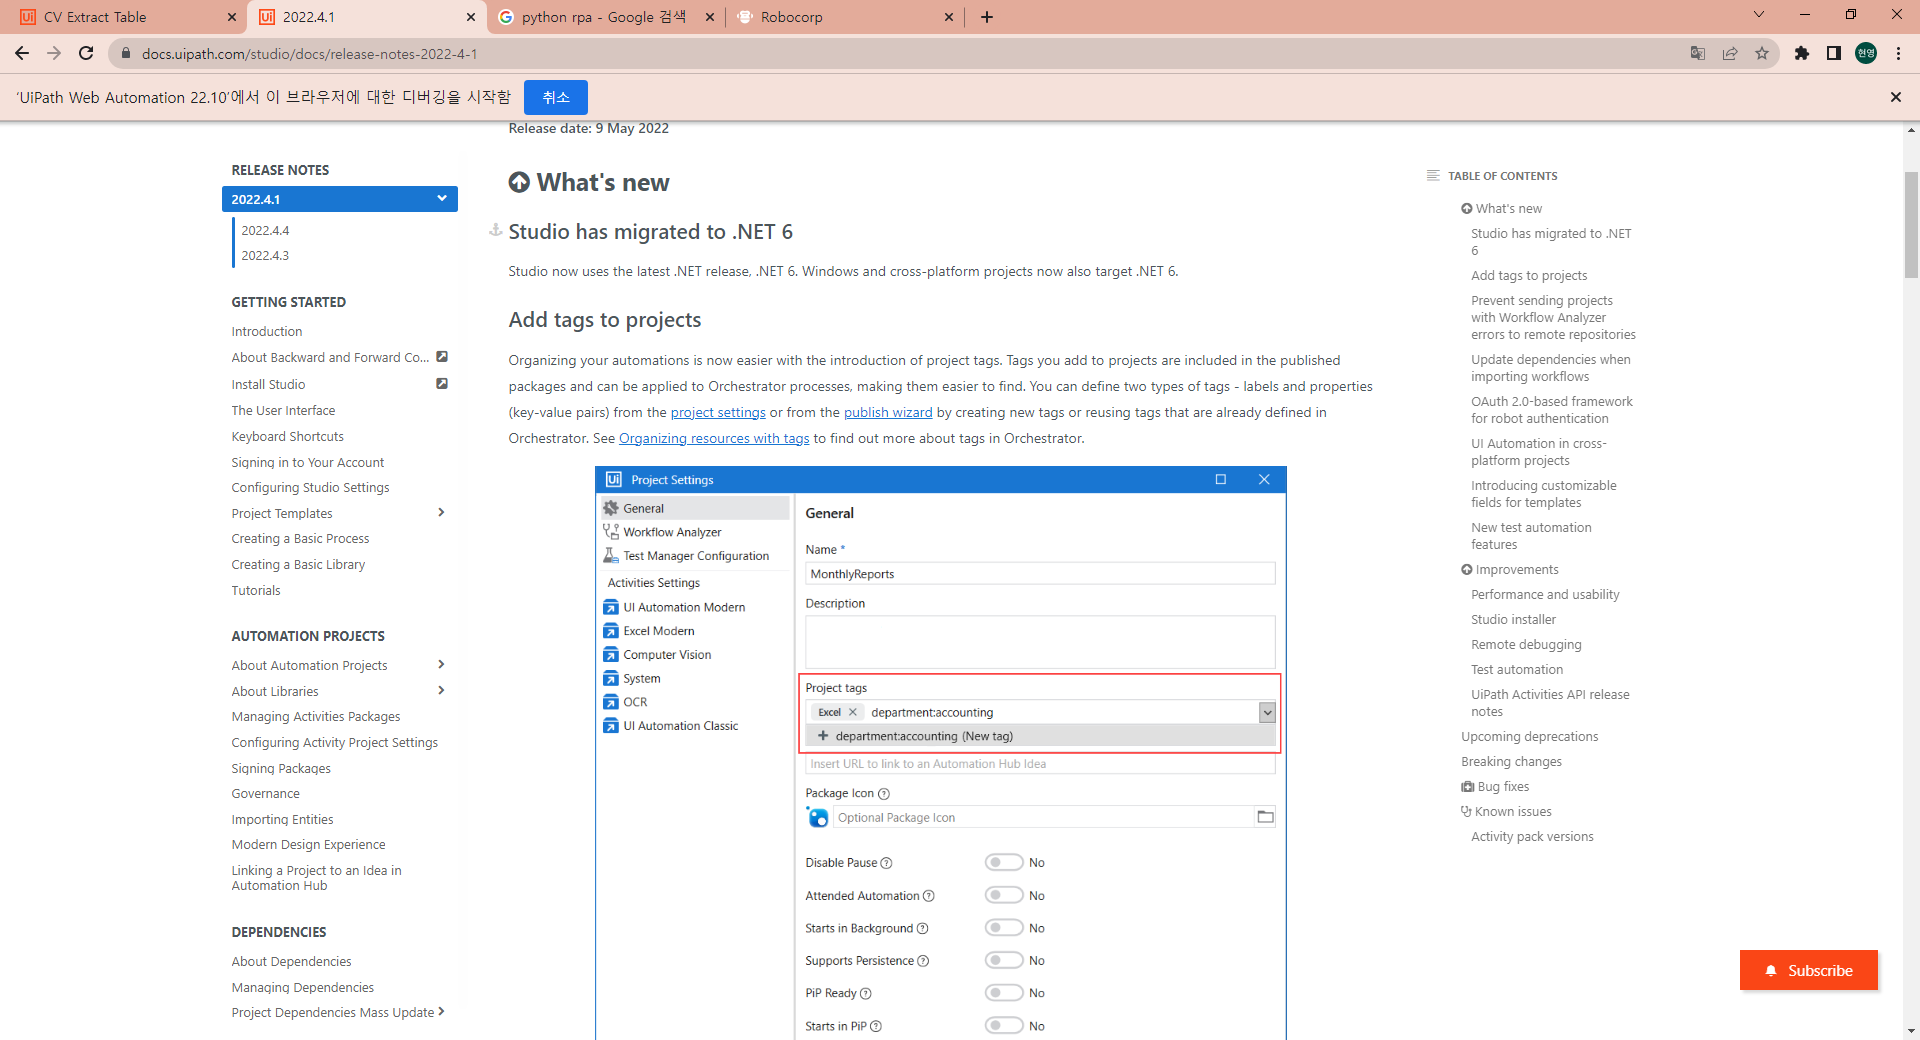 CV Extract Table
2022.4.1
python rpa - Google 검색
Robocorp
docs.uipath.com/studio/docs/release-notes-2022-4-1
현영
'UiPath Web Automation 22.10'에서 이 브라우저에 대한 디버깅을 시작함
취소
Release date: 9 May 2022
RELEASE NOTES
2022.4.1
2022.4.4
2022.4.3
GETTING STARTED
Introduction
About Backward and Forward Co...
Install Studio
The User Interface
Keyboard Shortcuts
Signing in to Your Account
Configuring Studio Settings
Project Templates
Creating a Basic Process
Creating a Basic Library
Tutorials
AUTOMATION PROJECTS
About Automation Projects
About Libraries
Managing Activities Packages
Configuring Activity Project Settings
Signing Packages
Governance
Importing Entities
Modern Design Experience
Linking a Project to an Idea in
Automation Hub
DEPENDENCIES
About Dependencies
Managing Dependencies
Project Dependencies Mass Update
What's new
Studio has migrated to .NET 6
Studio now uses the latest .NET release, .NET 6. Windows and cross-platform projects now also target .NET 6.
Add tags to projects
Organizing your automations is now easier with the introduction of project tags. Tags you add to projects are included in the published
packages and can be applied to Orchestrator processes, making them easier to find. You can define two types of tags - labels and properties
(key-value pairs) from the project settings or from the publish wizard by creating new tags or reusing tags that are already defined in
Orchestrator. See Organizing resources with tags to find out more about tags in Orchestrator.
Ui Project Settings
General
Workflow Analyzer
Test Manager Configuration
Activities Settings
UI Automation Modern
Excel Modern
Computer Vision
System
OCR
UI Automation Classic
General
Name *
MonthlyReports
Description
Project tags
Excel department:accounting
department:accounting (New tag)
Insert URL to link to an Automation Hub Idea
Package Icon
Optional Package Icon
Disable Pause No
Attended Automation No
Starts in Background No
Supports Persistence No
PiP Ready No
Starts in PiP No
TABLE OF CONTENTS
What's new
Studio has migrated to .NET
6
Add tags to projects
Prevent sending projects
with Workflow Analyzer
errors to remote repositories
Update dependencies when
importing workflows
OAuth 2.0-based framework
for robot authentication
UI Automation in cross-
platform projects
Introducing customizable
fields for templates
New test automation
features
Improvements
Performance and usability
Studio installer
Remote debugging
Test automation
UiPath Activities API release
notes
Upcoming deprecations
Breaking changes
Bug fixes
Known issues
Activity pack versions
Subscribe